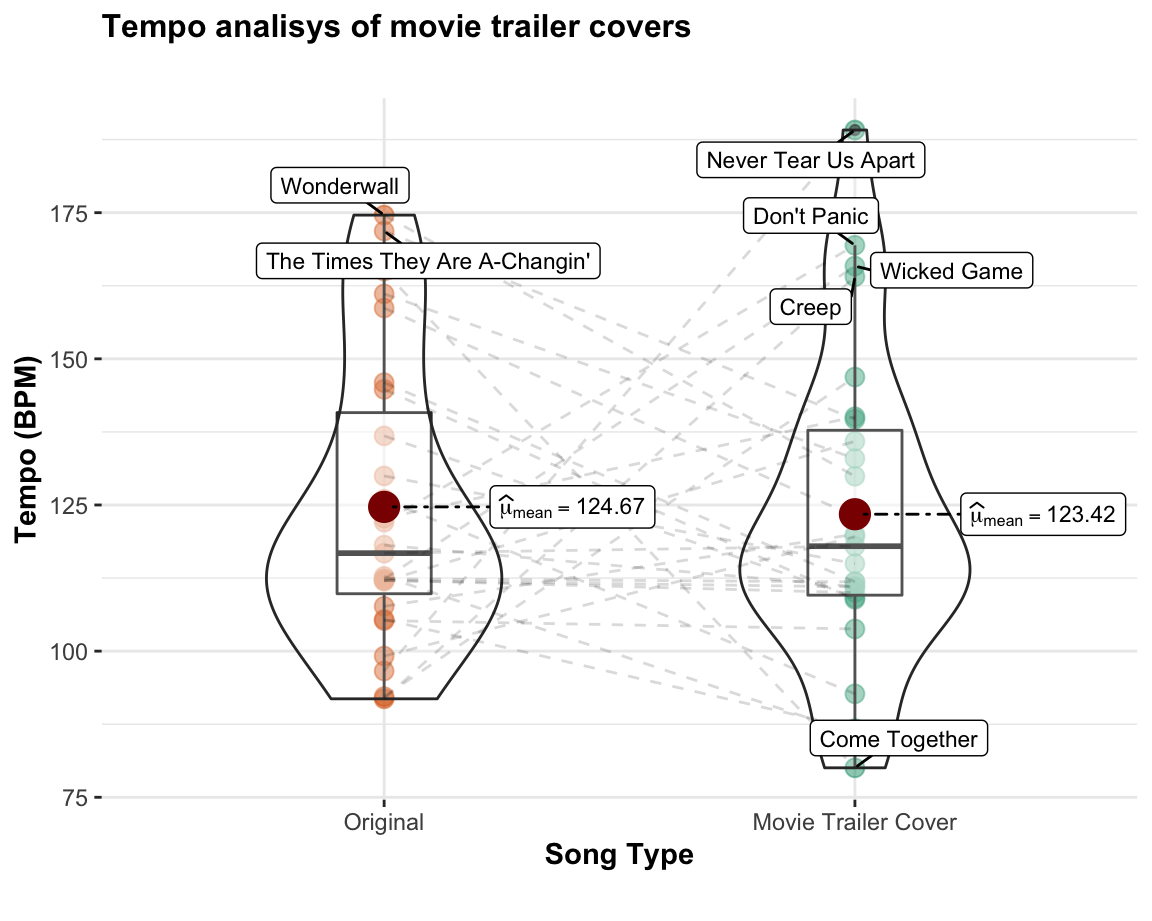 Tempo analisys of movie trailer covers
Never Tear Us Apart
Wonderwall
175
Don't Panic
The Times They Are A-Changin'
Wicked Game
Creep
150
Tempo (BPM)
125
μ̂mean = 124.67
μ̂mean = 123.42
100
Come Together
75
Original
Movie Trailer Cover
Song Type